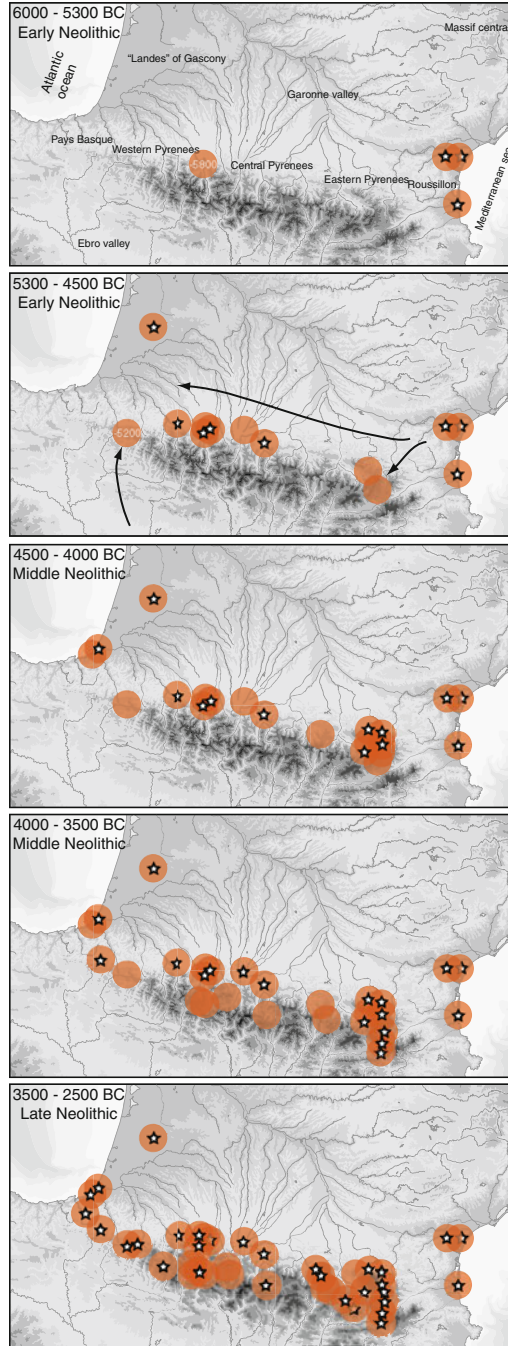 6000 - 5300 BC
Early Neolithic
Massif centra
Atlantic
ocean
“Landes” of Gascony
Garonne valley
Pays Basque
Western Pyrenees
-5800
Central Pyrenees
Eastern Pyrenees
Roussillon
Mediterranean sea
Ebro valley
5300 - 4500 BC
Early Neolithic
-5200
4500 - 4000 BC
Middle Neolithic
4000 - 3500 BC
Middle Neolithic
3500 - 2500 BC
Late Neolithic